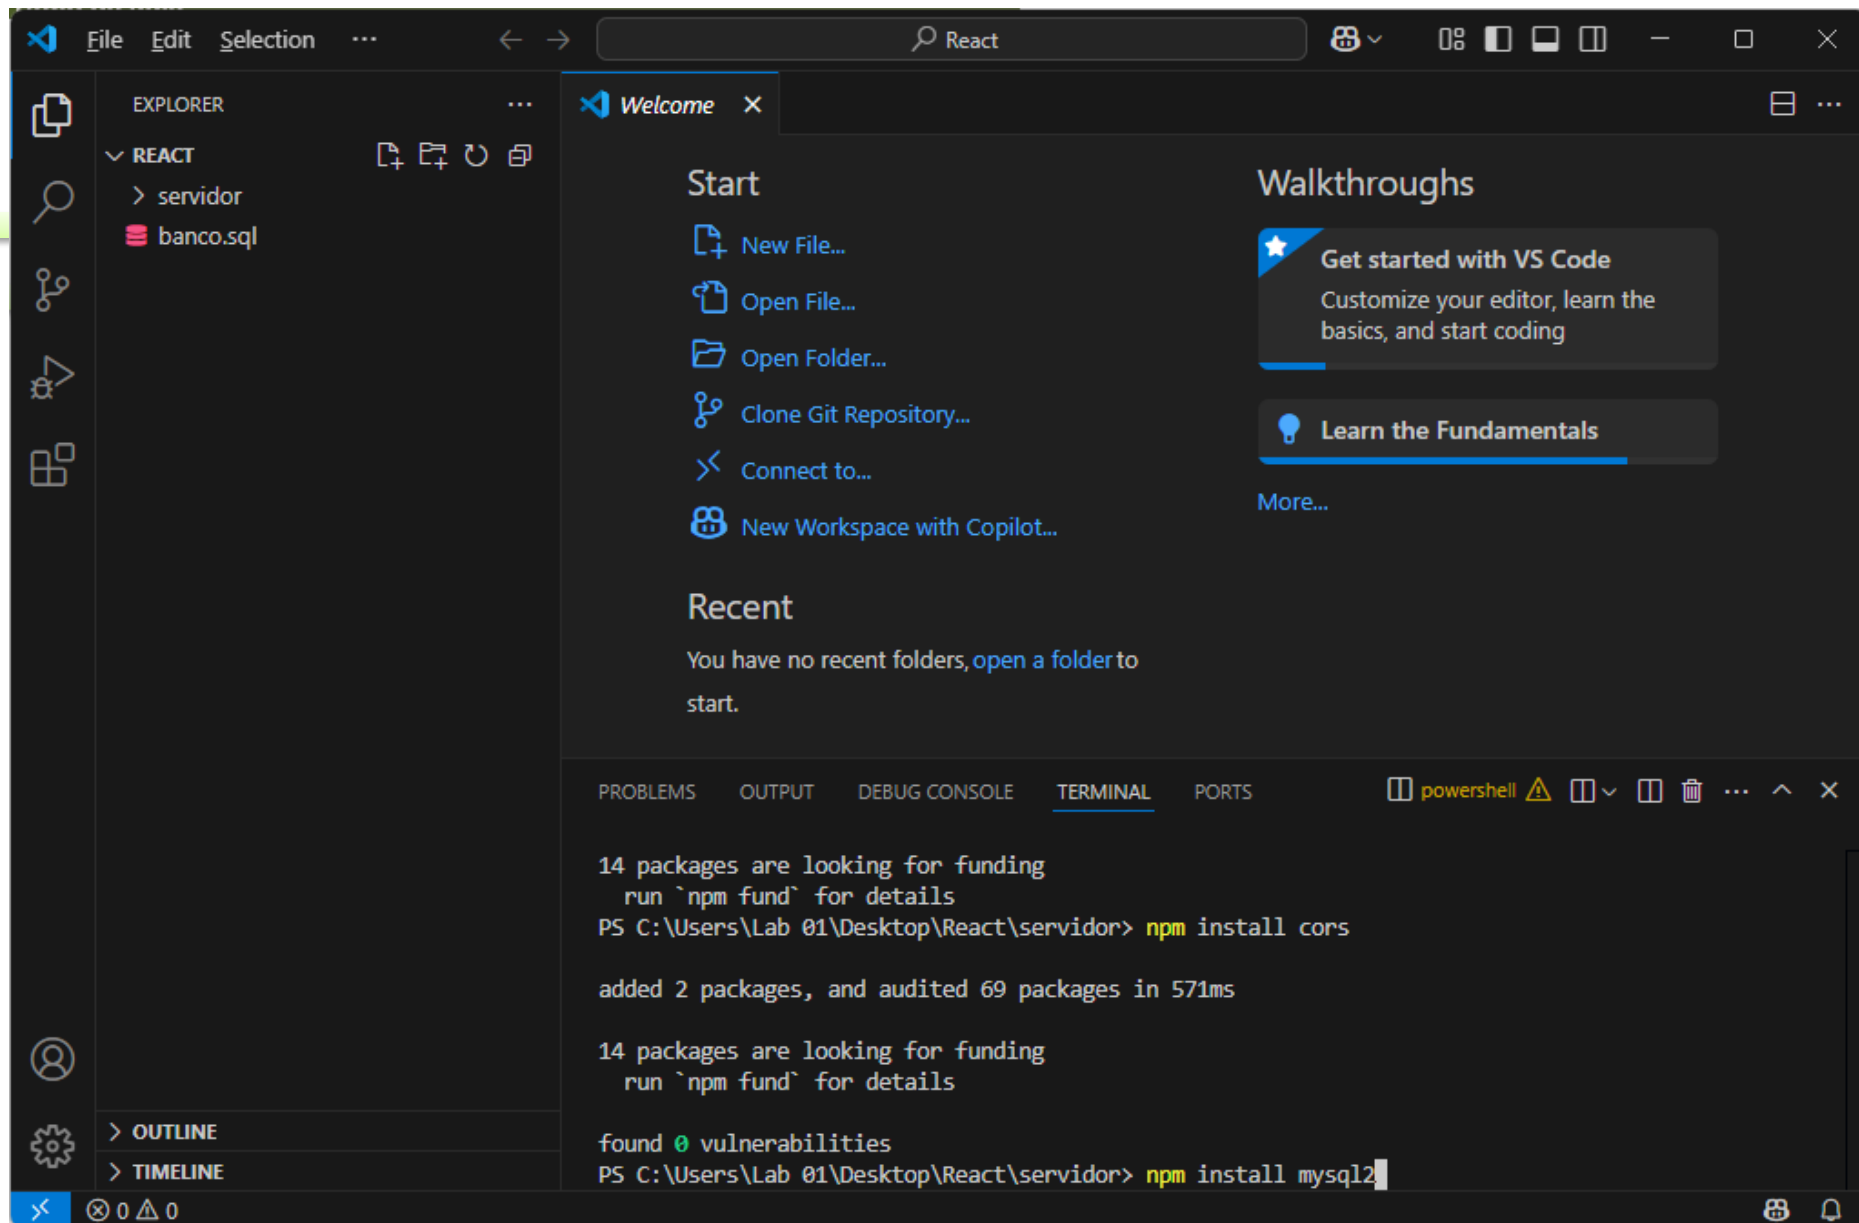 File Edit Selection ··· React
EXPLORER ···
REACT
servidor
banco.sql
OUTLINE
TIMELINE
Welcome
Start
New File...
Open File...
Open Folder...
Clone Git Repository...
Connect to...
New Workspace with Copilot...
Recent
You have no recent folders, open a folder to
start.
Walkthroughs
Get started with VS Code
Customize your editor, learn the
basics, and start coding
Learn the Fundamentals
More...
PROBLEMS OUTPUT DEBUG CONSOLE TERMINAL PORTS powershell
14 packages are looking for funding
run `npm fund` for details
PS C:\Users\Lab 01\Desktop\React\servidor> npm install cors
added 2 packages, and audited 69 packages in 571ms
14 packages are looking for funding
run `npm fund` for details
found 0 vulnerabilities
PS C:\Users\Lab 01\Desktop\React\servidor> npm install mysql2
0 0